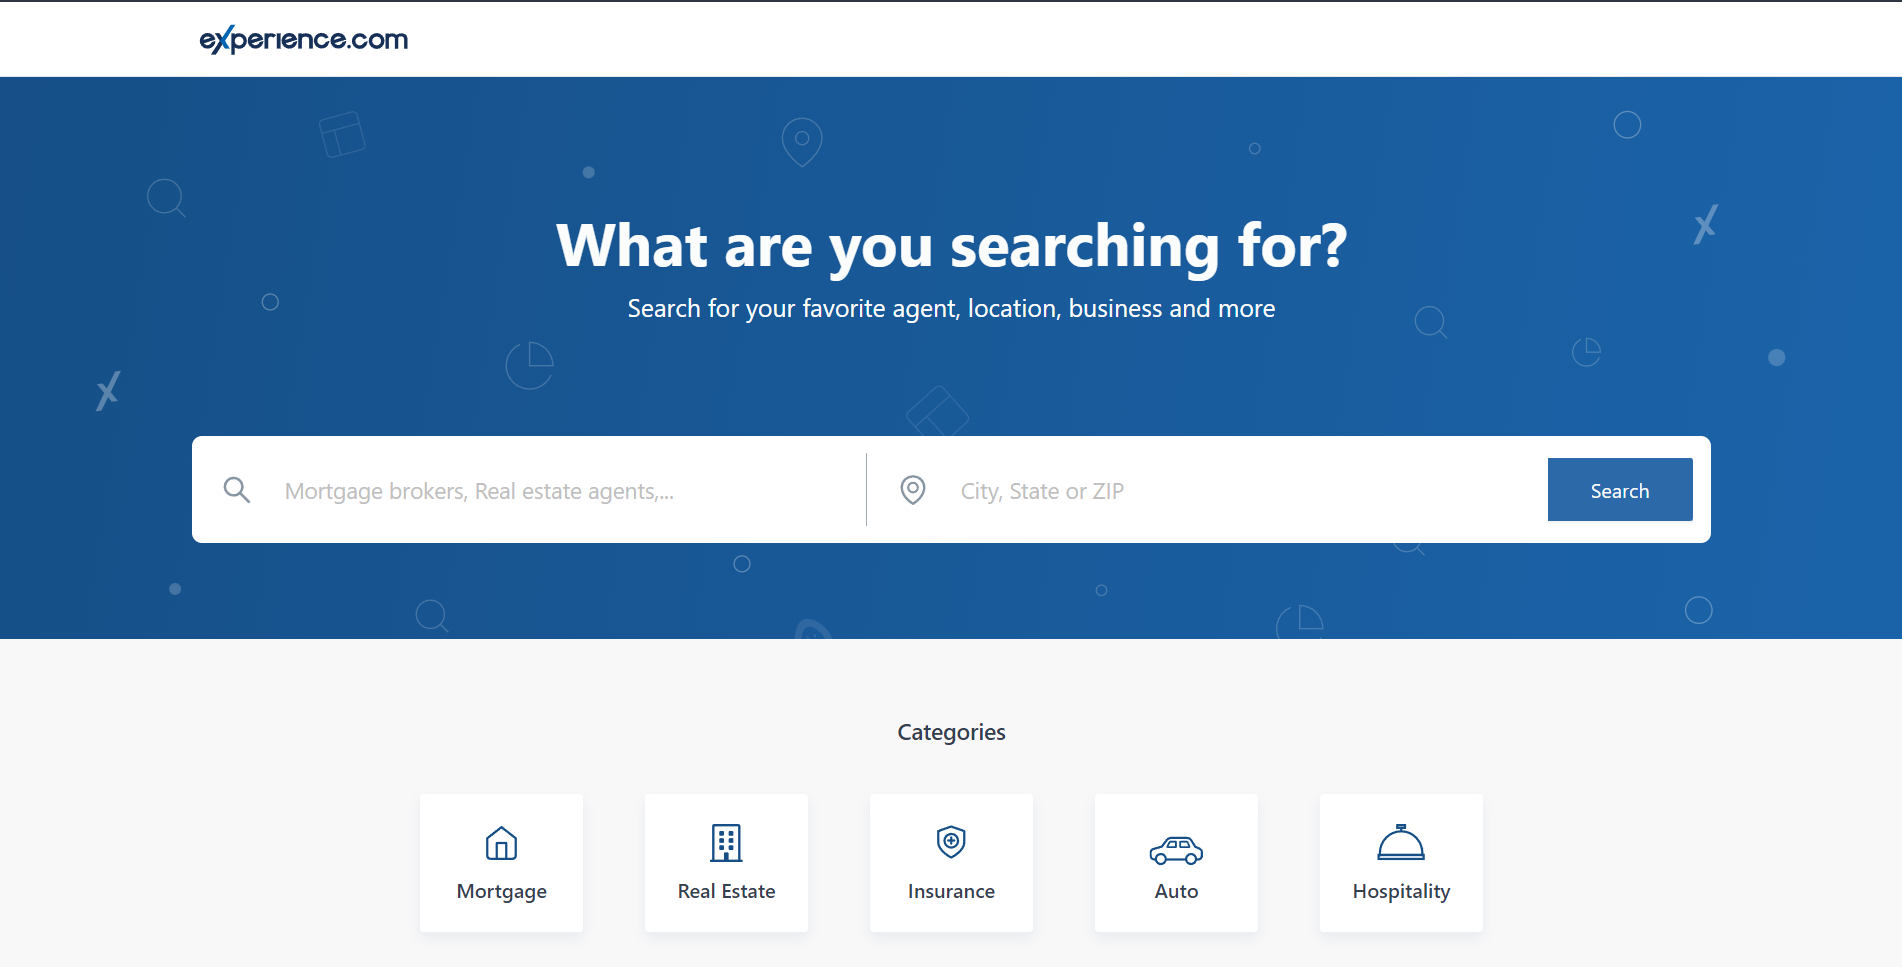 experience.com
What are you searching for?
Search for your favorite agent, location, business and more
Mortgage brokers, Real estate agents,...
City, State or ZIP
Search
Categories
Mortgage
Real Estate
Insurance
Auto
Hospitality